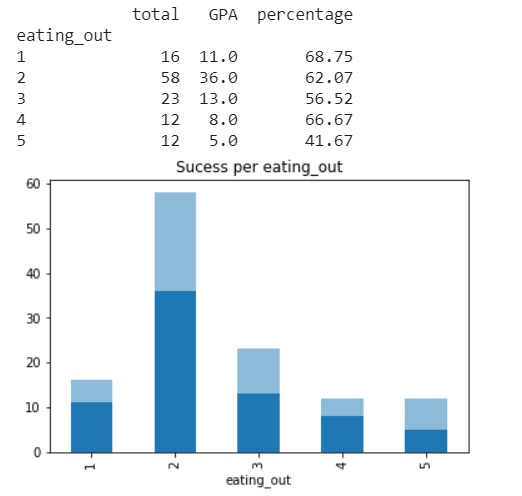 total GPA percentage
eating_out
1 16 11.0 68.75
2 58 36.0 62.07
3 23 13.0 56.52
4 12 8.0 66.67
5 12 5.0 41.67
Sucess per eating_out
60
50
40
30
20
10
0
1 2 3 4 5
eating_out